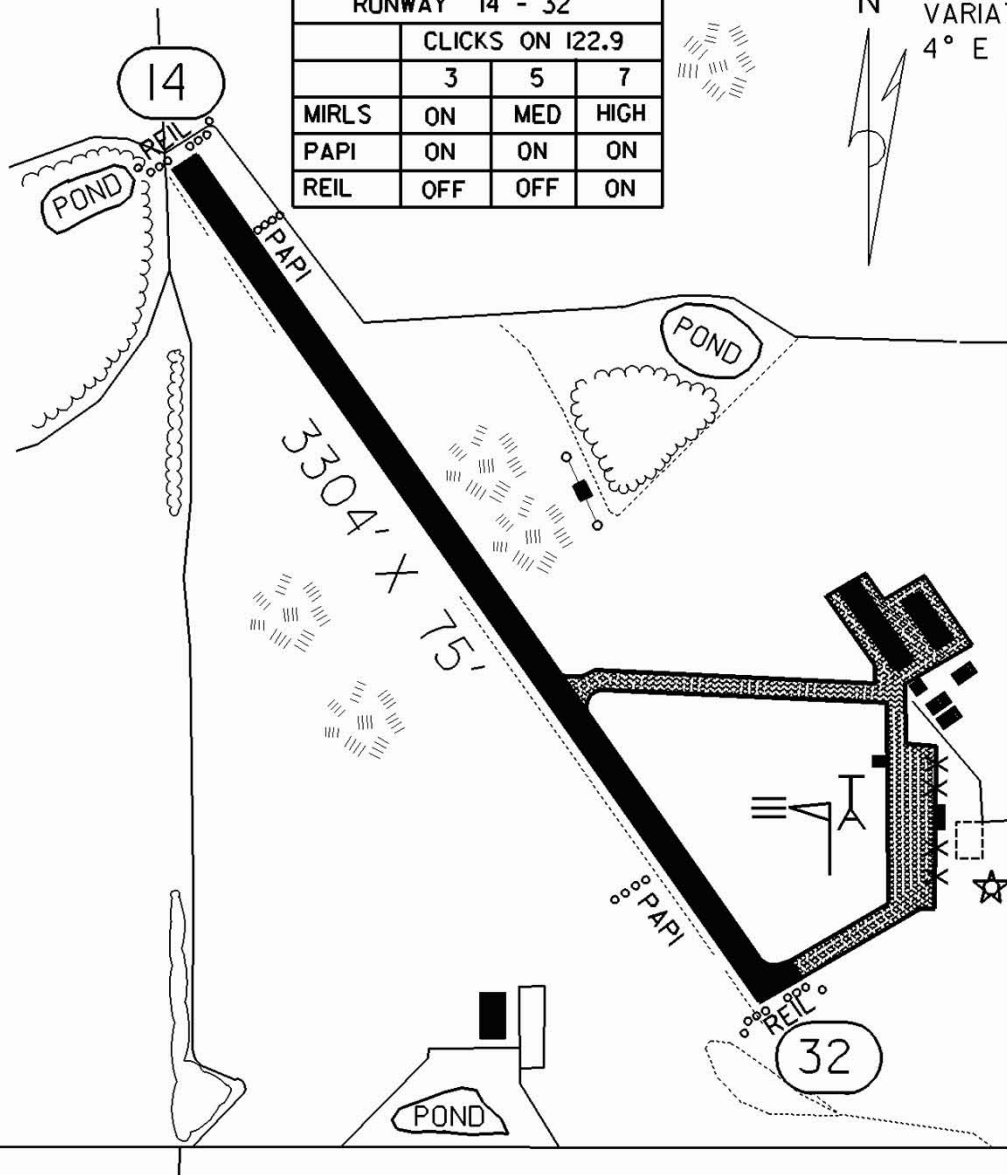 RUNWAY 14 - 32
CLICKS ON 122.9
3 5 7
MIRLS ON MED HIGH
PAPI ON ON ON
REIL OFF OFF ON
N
4° E
14
REIL
POND
PAPI
POND
3304' X 75'
PAPI
REIL
32
POND